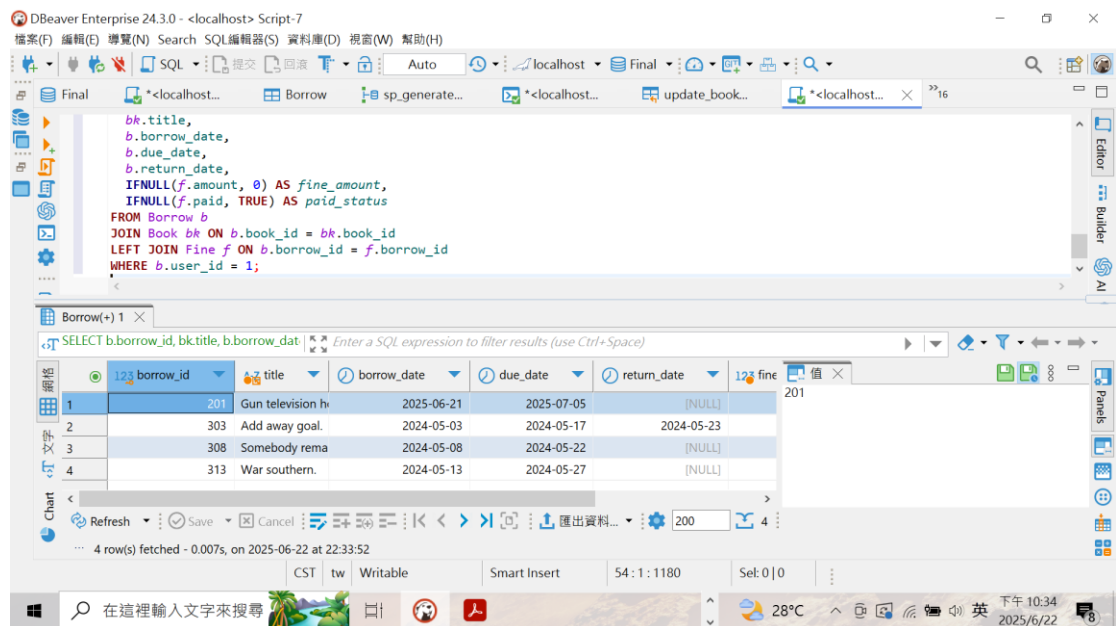 DBeaver Enterprise 24.3.0 - <localhost> Script-7
檔案(F) 編輯(E) 導覽(N) Search SQL編輯器(S) 資料庫(D) 視窗(W) 幫助(H)
SQL 提交 回滾 Auto localhost Final
Final *<localhost... Borrow sp_generate... *<localhost... update_book... *<localhost... »16
bk.title,
b.borrow_date,
b.due_date,
b.return_date,
IFNULL(f.amount, 0) AS fine_amount,
IFNULL(f.paid, TRUE) AS paid_status
FROM Borrow b
JOIN Book bk ON b.book_id = bk.book_id
LEFT JOIN Fine f ON b.borrow_id = f.borrow_id
WHERE b.user_id = 1;
Editor
Builder
AI
Borrow(+) 1
SELECT b.borrow_id, bk.title, b.borrow_dat Enter a SQL expression to filter results (use Ctrl+Space)
網格
文字
Chart
123 borrow_id A-Z title borrow_date due_date return_date 123 fine
1 201 Gun television h 2025-06-21 2025-07-05 [NULL]
2 303 Add away goal. 2024-05-03 2024-05-17 2024-05-23
3 308 Somebody rema 2024-05-08 2024-05-22 [NULL]
4 313 War southern. 2024-05-13 2024-05-27 [NULL]
值
201
Panels
Refresh Save Cancel 匯出資料... 200 4
4 row(s) fetched - 0.007s, on 2025-06-22 at 22:33:52
CST tw Writable Smart Insert 54 : 1 : 1180 Sel: 0 | 0
在這裡輸入文字來搜尋 28°C 英 下午 10:34
2025/6/22 8